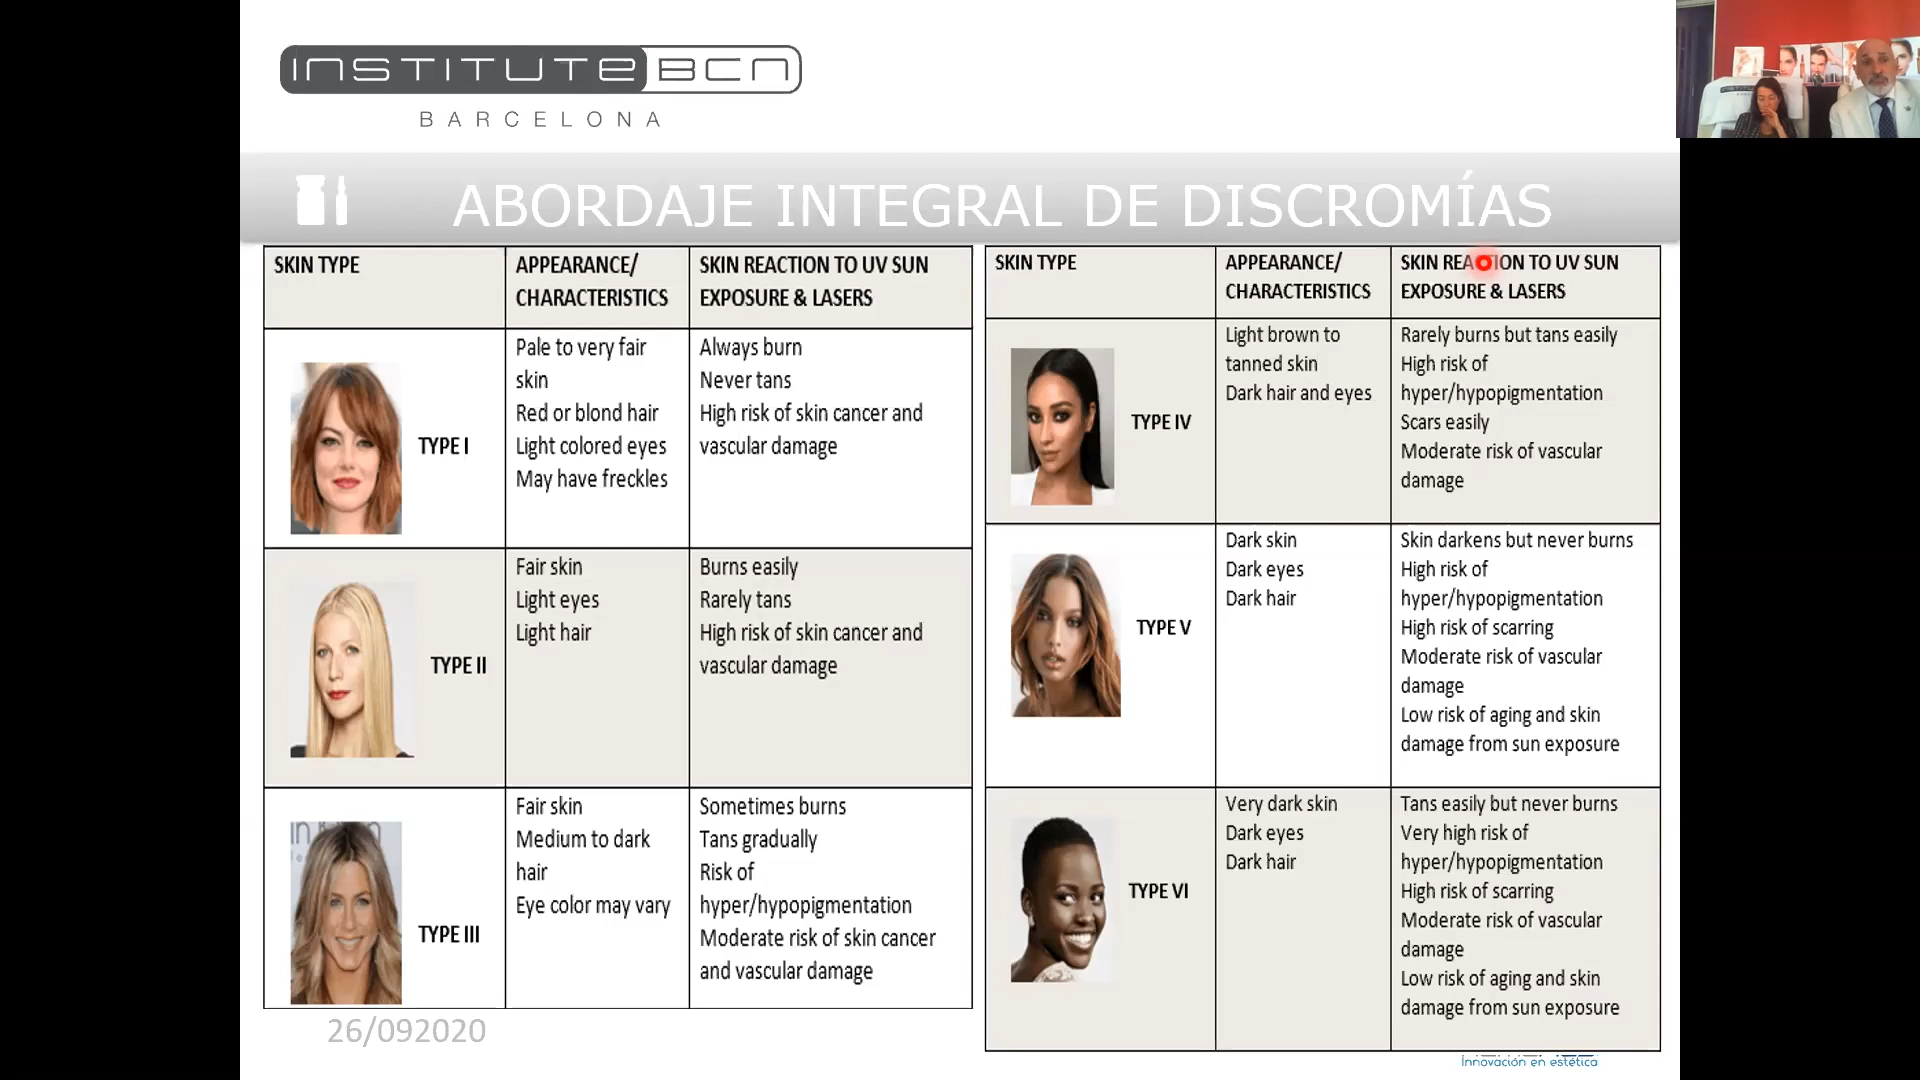 INSTITUTE BCN
BARCELONA
ABORDAJE INTEGRAL DE DISCROMÍAS
SKIN TYPE
APPEARANCE/
CHARACTERISTICS
SKIN REACTION TO UV SUN
EXPOSURE & LASERS
TYPE I
Pale to very fair
skin
Red or blond hair
Light colored eyes
May have freckles
Always burn
Never tans
High risk of skin cancer and
vascular damage
TYPE II
Fair skin
Light eyes
Light hair
Burns easily
Rarely tans
High risk of skin cancer and
vascular damage
TYPE III
Fair skin
Medium to dark
hair
Eye color may vary
Sometimes burns
Tans gradually
Risk of
hyper/hypopigmentation
Moderate risk of skin cancer
and vascular damage
SKIN TYPE
APPEARANCE/
CHARACTERISTICS
SKIN REACTION TO UV SUN
EXPOSURE & LASERS
TYPE IV
Light brown to
tanned skin
Dark hair and eyes
Rarely burns but tans easily
High risk of
hyper/hypopigmentation
Scars easily
Moderate risk of vascular
damage
TYPE V
Dark skin
Dark eyes
Dark hair
Skin darkens but never burns
High risk of
hyper/hypopigmentation
High risk of scarring
Moderate risk of vascular
damage
Low risk of aging and skin
damage from sun exposure
TYPE VI
Very dark skin
Dark eyes
Dark hair
Tans easily but never burns
Very high risk of
hyper/hypopigmentation
High risk of scarring
Moderate risk of vascular
damage
Low risk of aging and skin
damage from sun exposure
26/092020
Innovación en estética